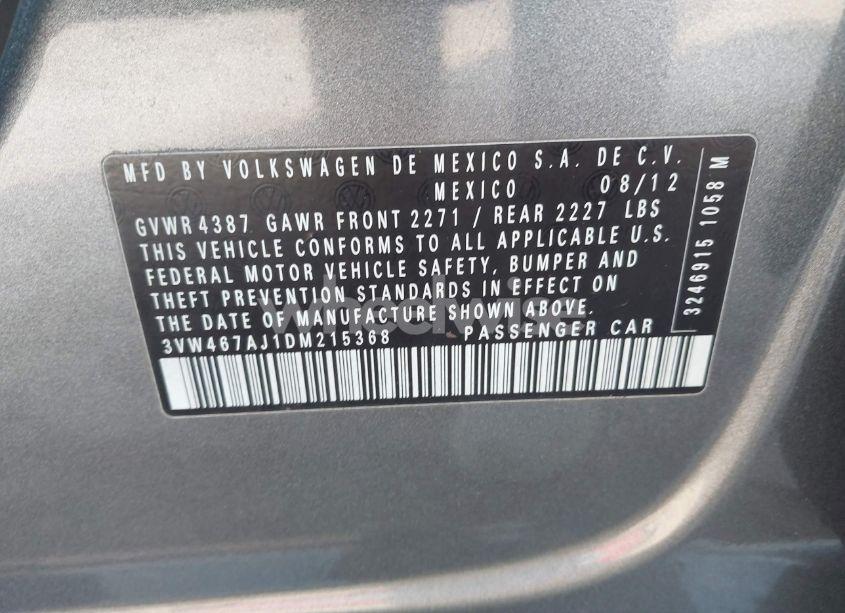 MFD BY VOLKSWAGEN DE MEXICO S.A. DE C.V.
MEXICO 08/12
GVWR 4387 GAWR FRONT 2271 / REAR 2227 LBS
THIS VEHICLE CONFORMS TO ALL APPLICABLE U.S.
FEDERAL MOTOR VEHICLE SAFETY, BUMPER AND
THEFT PREVENTION STANDARDS IN EFFECT ON
THE DATE OF MANUFACTURE SHOWN ABOVE.
3VW467AJ1DM215368 PASSENGER CAR
3246915 1058 M
wheelwise